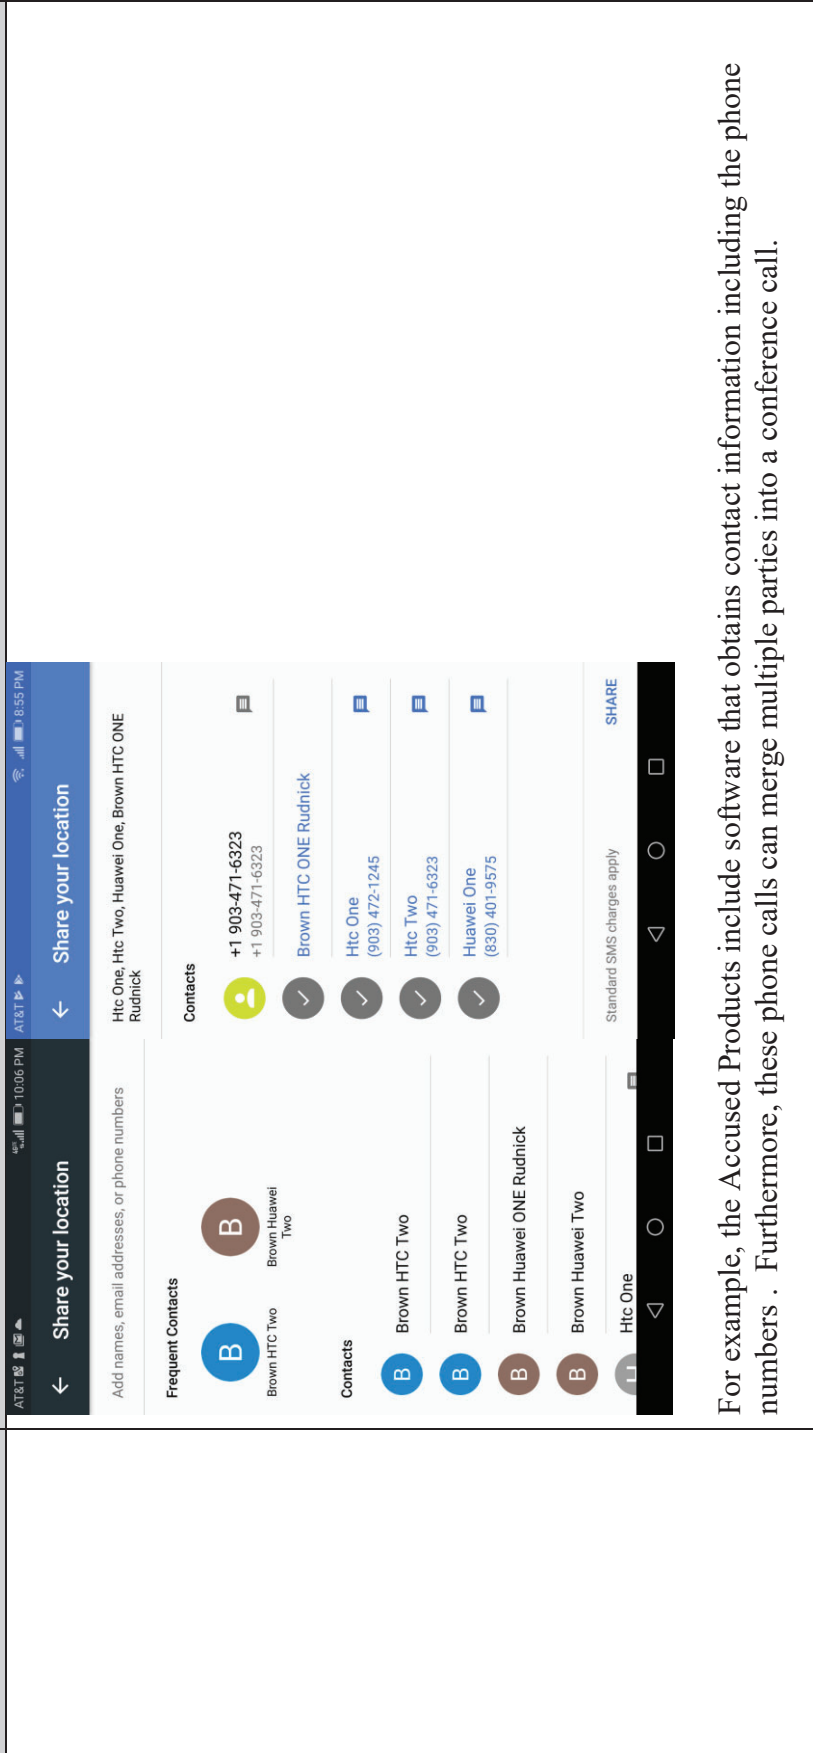 AT&T
10:06 PM
Share your location
Add names, email addresses, or phone numbers
Frequent Contacts
B
B
Brown HTC Two
Brown Huawei
Two
Contacts
B Brown HTC Two
B Brown HTC Two
B Brown Huawei ONE Rudnick
B Brown Huawei Two
Htc One
AT&T
8:55 PM
Share your location
Htc One, Htc Two, Huawei One, Brown HTC ONE
Rudnick
Contacts
+1 903-471-6323
+1 903-471-6323
Brown HTC ONE Rudnick
Htc One
(903) 472-1245
Htc Two
(903) 471-6323
Huawei One
(830) 401-9575
Standard SMS charges apply SHARE
For example, the Accused Products include software that obtains contact information including the phone
numbers . Furthermore, these phone calls can merge multiple parties into a conference call.